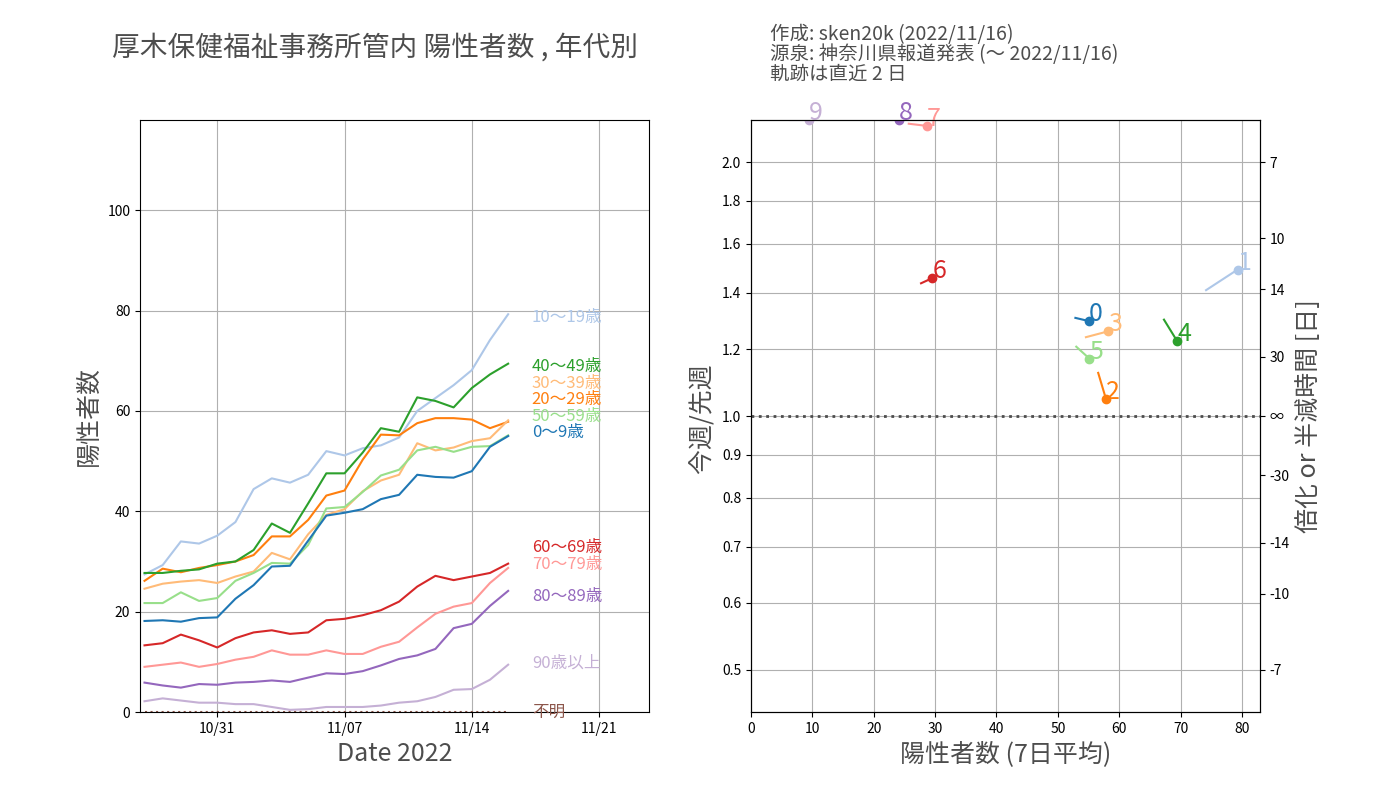 厚木保健福祉事務所管内 陽性者数 , 年代別
作成: sken20k (2022/11/16)
源泉: 神奈川県報道発表 (～ 2022/11/16)
軌跡は直近 2 日
陽性者数
100
80
60
40
20
0
10/31
11/07
11/14
11/21
Date 2022
10～19歳
40～49歳
30～39歳
20～29歳
50～59歳
0～9歳
60～69歳
70～79歳
80～89歳
90歳以上
不明
今週/先週
2.0
1.8
1.6
1.4
1.2
1.0
0.9
0.8
0.7
0.6
0.5
9
8
7
6
1
0
3
4
5
2
0
10
20
30
40
50
60
70
80
陽性者数 (7日平均)
7
10
14
30
∞
-30
-14
-10
-7
倍化 or 半減時間 [日]